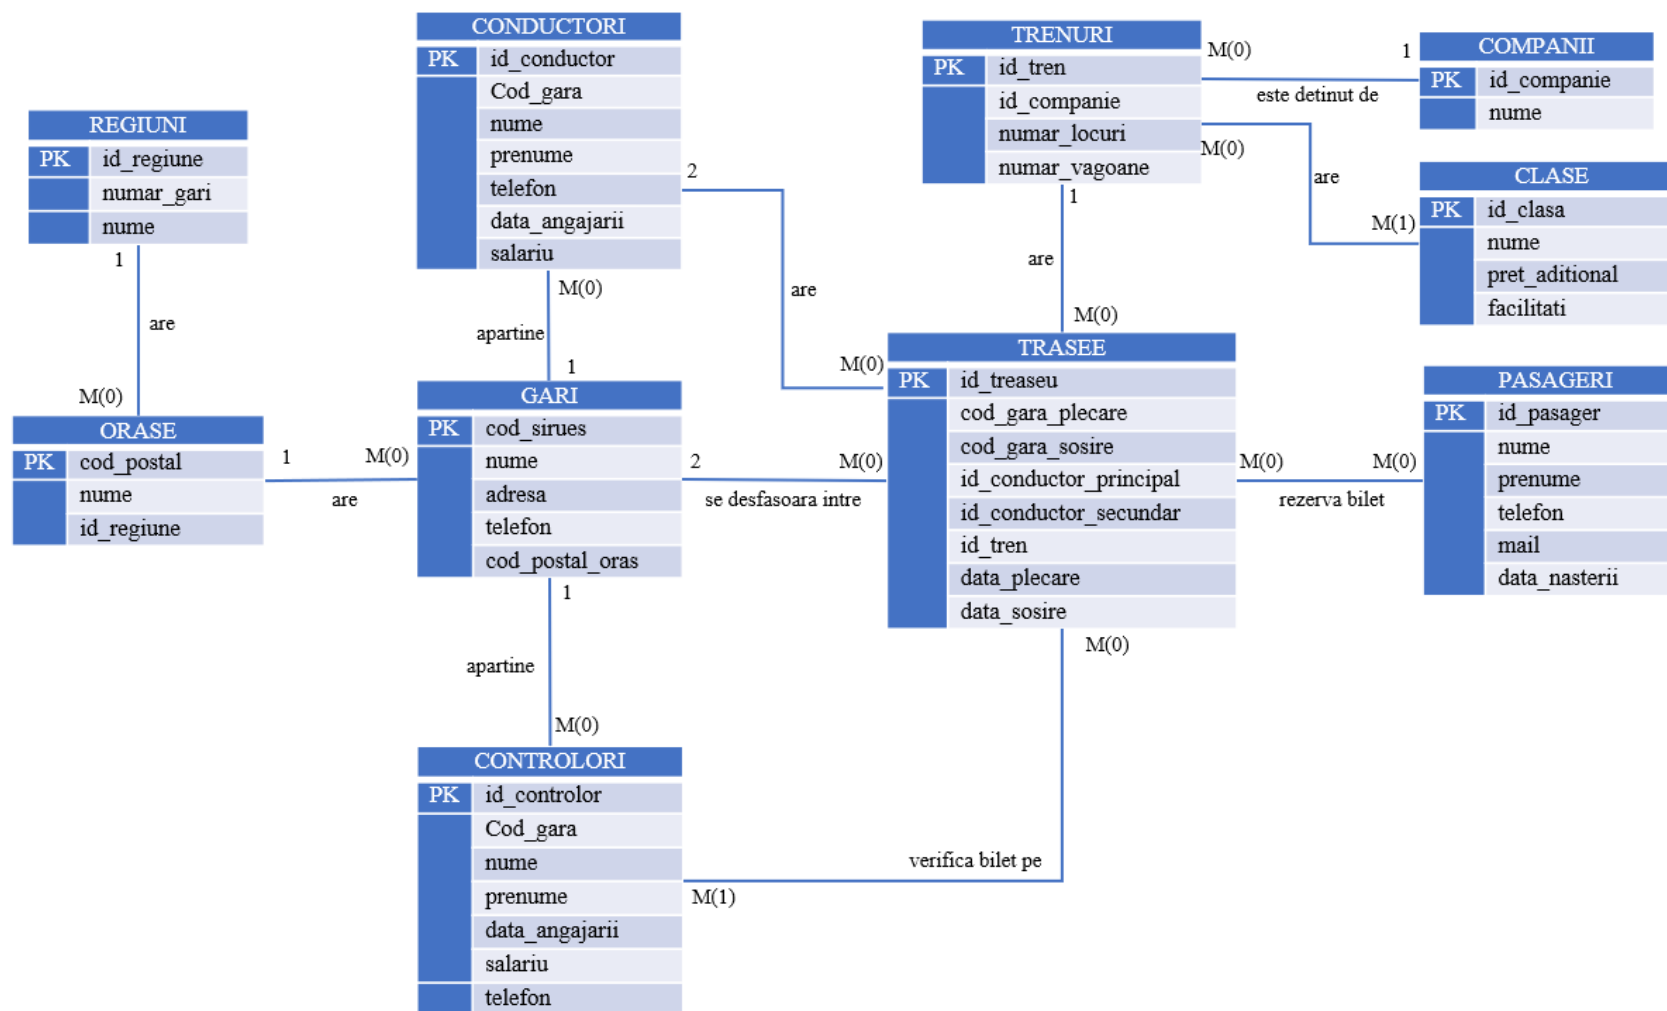 CONDUCTORI
PK id_conductor
Cod_gara
nume
prenume
telefon
data_angajarii
salariu
TRENURI
PK id_tren
id_companie
numar_locuri
numar_vagoane
COMPANII
PK id_companie
nume
M(0)
1
este detinut de
REGIUNI
PK id_regiune
numar_gari
nume
M(0)
are
M(1)
CLASE
PK id_clasa
nume
pret_aditional
facilitati
1
are
M(0)
2
are
M(0)
1
are
M(0)
M(0)
apartine
1
ORASE
PK cod_postal
nume
id_regiune
1
M(0)
are
GARI
PK cod_sirues
nume
adresa
telefon
cod_postal_oras
2
M(0)
se desfasoara intre
TRASEE
PK id_treaseu
cod_gara_plecare
cod_gara_sosire
id_conductor_principal
id_conductor_secundar
id_tren
data_plecare
data_sosire
M(0)
M(0)
rezerva bilet
PASAGERI
PK id_pasager
nume
prenume
telefon
mail
data_nasterii
1
apartine
M(0)
M(0)
verifica bilet pe
M(1)
CONTROLORI
PK id_controlor
Cod_gara
nume
prenume
data_angajarii
salariu
telefon